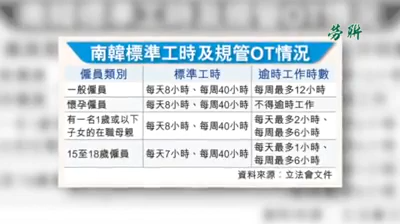 勞聯
南韓標準工時及規管OT情況
僱員類別 標準工時 逾時工作時數
一般僱員 每天8小時、每周40小時 每周最多12小時
懷孕僱員 每天8小時、每周40小時 不得逾時工作
有一名1歲或以下 每天8小時、每周40小時 每天最多2小時、
子女的在職母親 每周最多6小時
15至18歲僱員 每天7小時、每周40小時 每天最多1小時、
每周最多6小時
資料來源：立法會文件